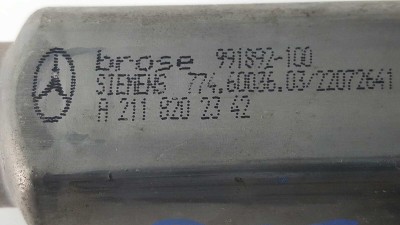 brose 991892-100
SIEMENS 774.60036.03/22072641
A 211 820 23 42